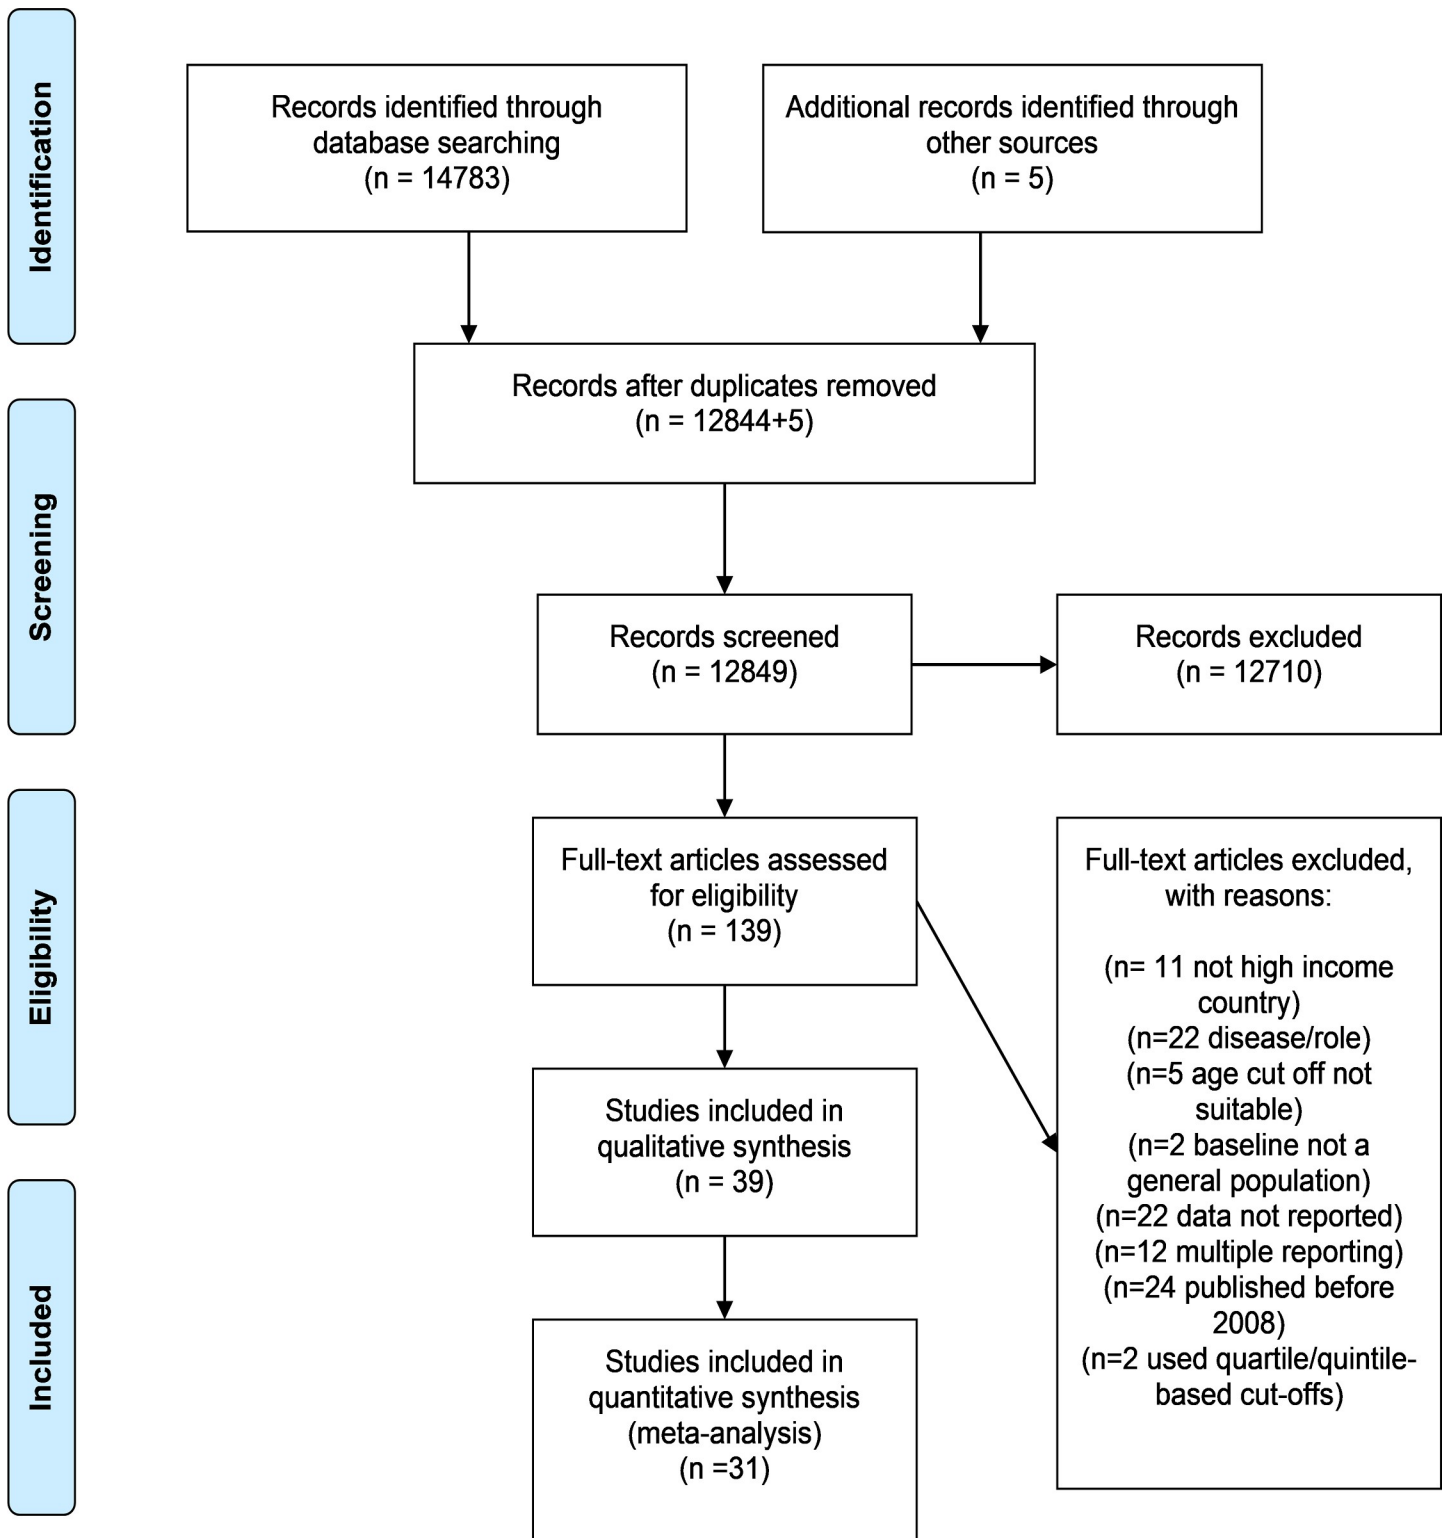 Identification
Records identified through
database searching
(n = 14783)
Additional records identified through
other sources
(n = 5)
Records after duplicates removed
(n = 12844+5)
Screening
Records screened
(n = 12849)
Records excluded
(n = 12710)
Eligibility
Full-text articles assessed
for eligibility
(n = 139)
Full-text articles excluded,
with reasons:
(n= 11 not high income
country)
(n=22 disease/role)
(n=5 age cut off not
suitable)
(n=2 baseline not a
general population)
(n=22 data not reported)
(n=12 multiple reporting)
(n=24 published before
2008)
(n=2 used quartile/quintile-
based cut-offs)
Studies included in
qualitative synthesis
(n = 39)
Included
Studies included in
quantitative synthesis
(meta-analysis)
(n =31)